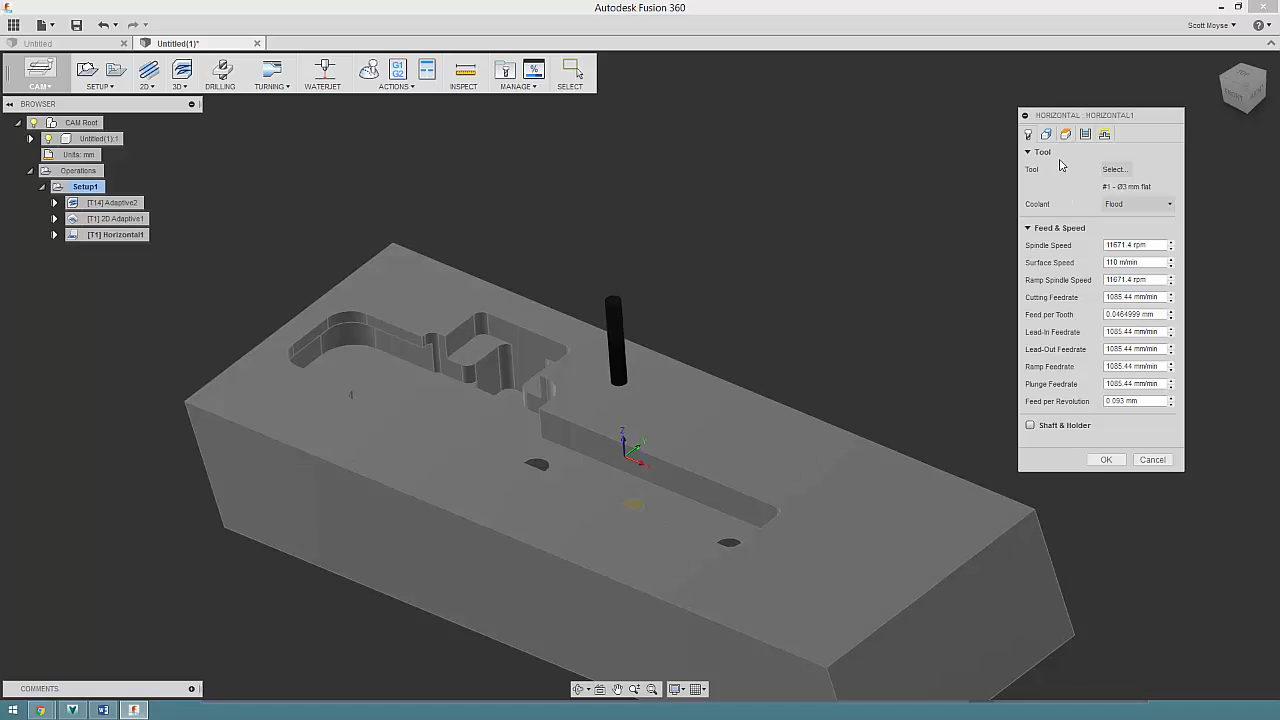 Autodesk Fusion 360
Scott Moyse
Untitled
Untitled(1)*
CAM
SETUP
2D
3D
DRILLING
TURNING
WATERJET
G1
G2
ACTIONS
INSPECT
%
MANAGE
SELECT
BROWSER
CAM Root
Untitled(1):1
Units: mm
Operations
Setup1
[T14] Adaptive2
[T1] 2D Adaptive1
[T1] Horizontal1
TOP
FRONT
RIGHT
HORIZONTAL : HORIZONTAL1
Tool
Tool Select...
#1 - Ø3 mm flat
Coolant Flood
Feed & Speed
Spindle Speed 11671.4 rpm
Surface Speed 110 m/min
Ramp Spindle Speed 11671.4 rpm
Cutting Feedrate 1085.44 mm/min
Feed per Tooth 0.0464999 mm
Lead-In Feedrate 1085.44 mm/min
Lead-Out Feedrate 1085.44 mm/min
Ramp Feedrate 1085.44 mm/min
Plunge Feedrate 1085.44 mm/min
Feed per Revolution 0.093 mm
Shaft & Holder
OK Cancel
Z
COMMENTS